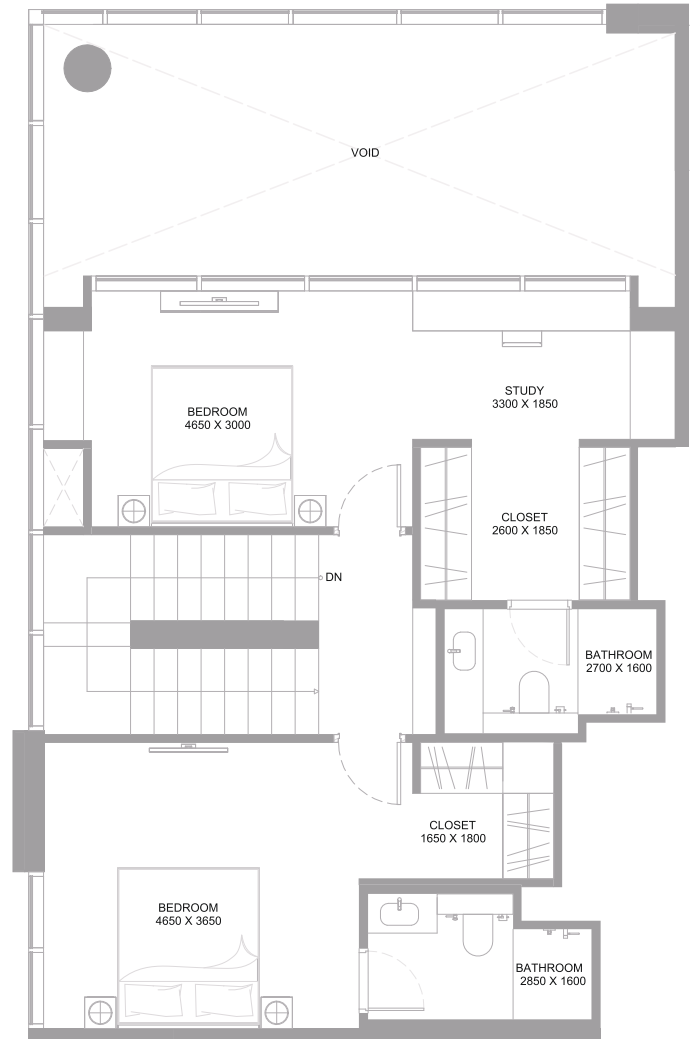 VOID
BEDROOM
4650 X 3000
STUDY
3300 X 1850
CLOSET
2600 X 1850
DN
BATHROOM
2700 X 1600
CLOSET
1650 X 1800
BEDROOM
4650 X 3650
BATHROOM
2850 X 1600